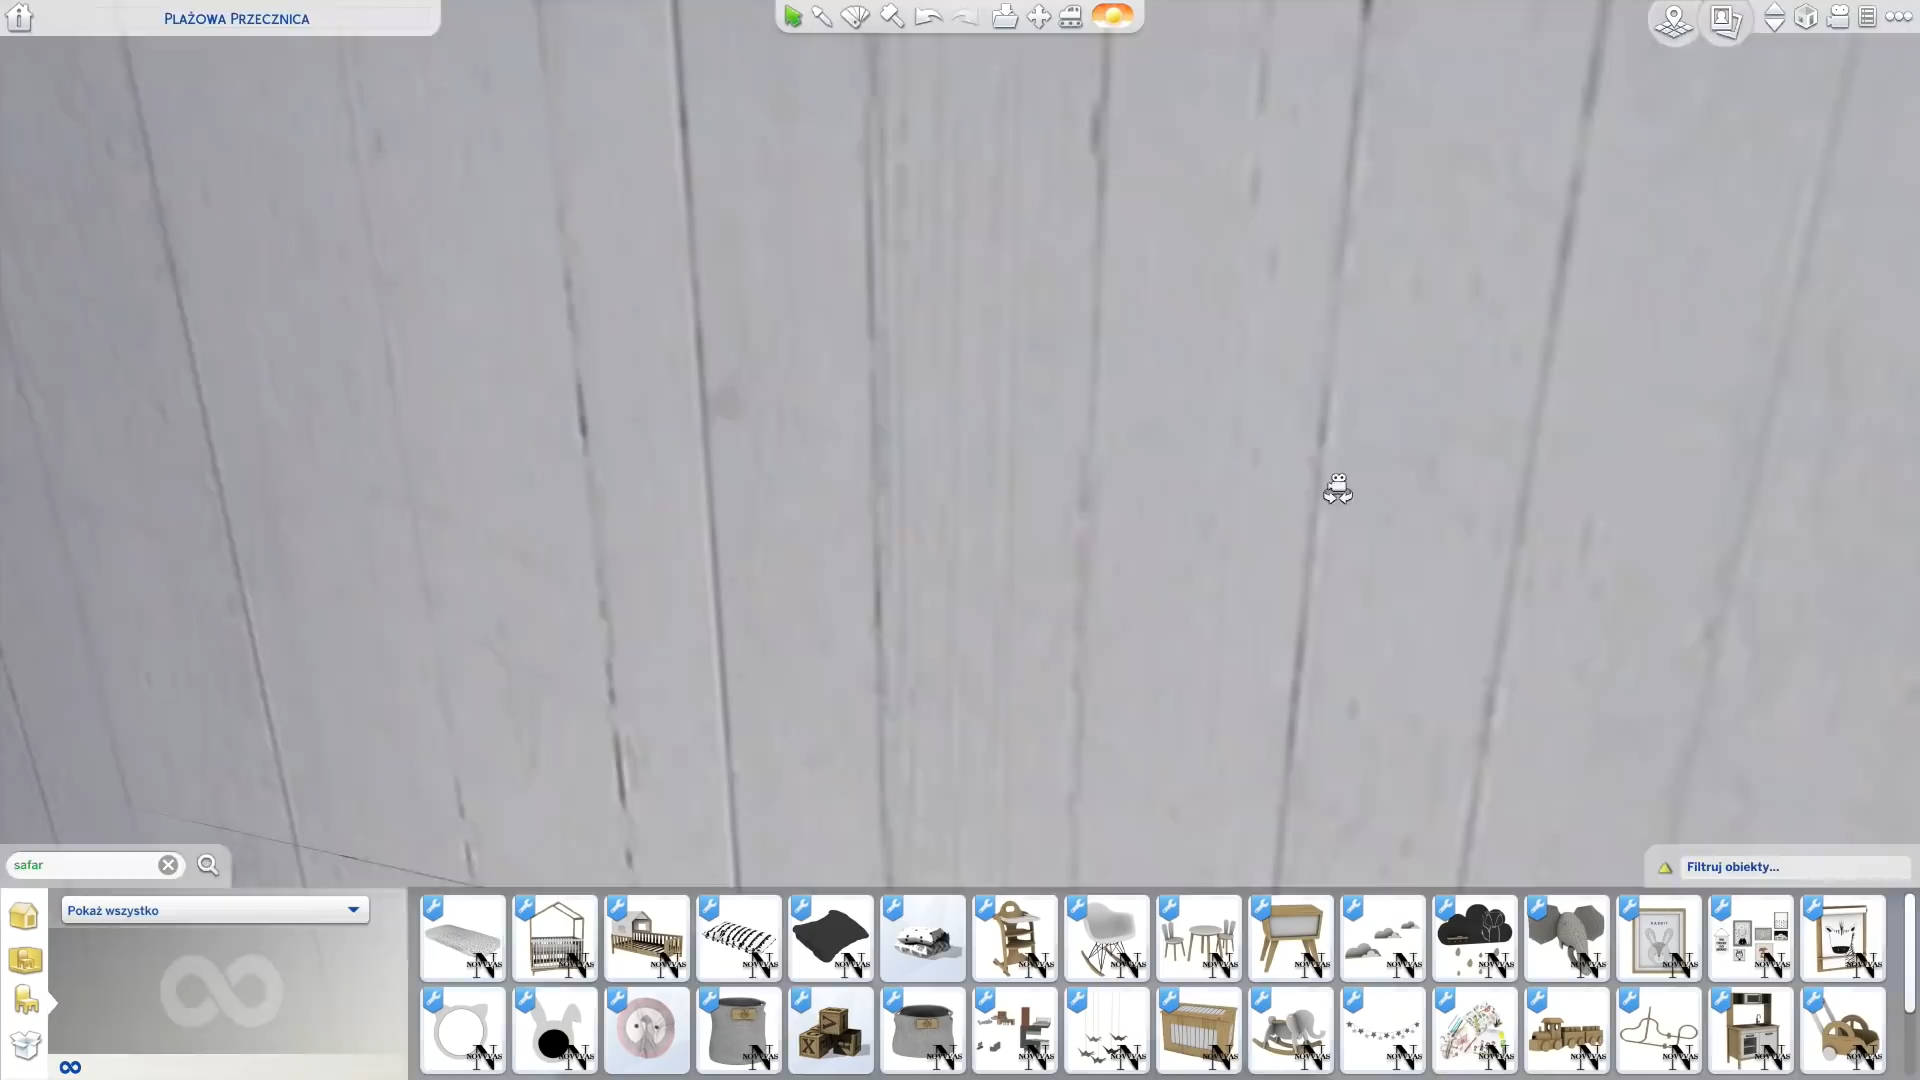 Plażowa Przecznica
safar
Filtruj obiekty...
Pokaż wszystko